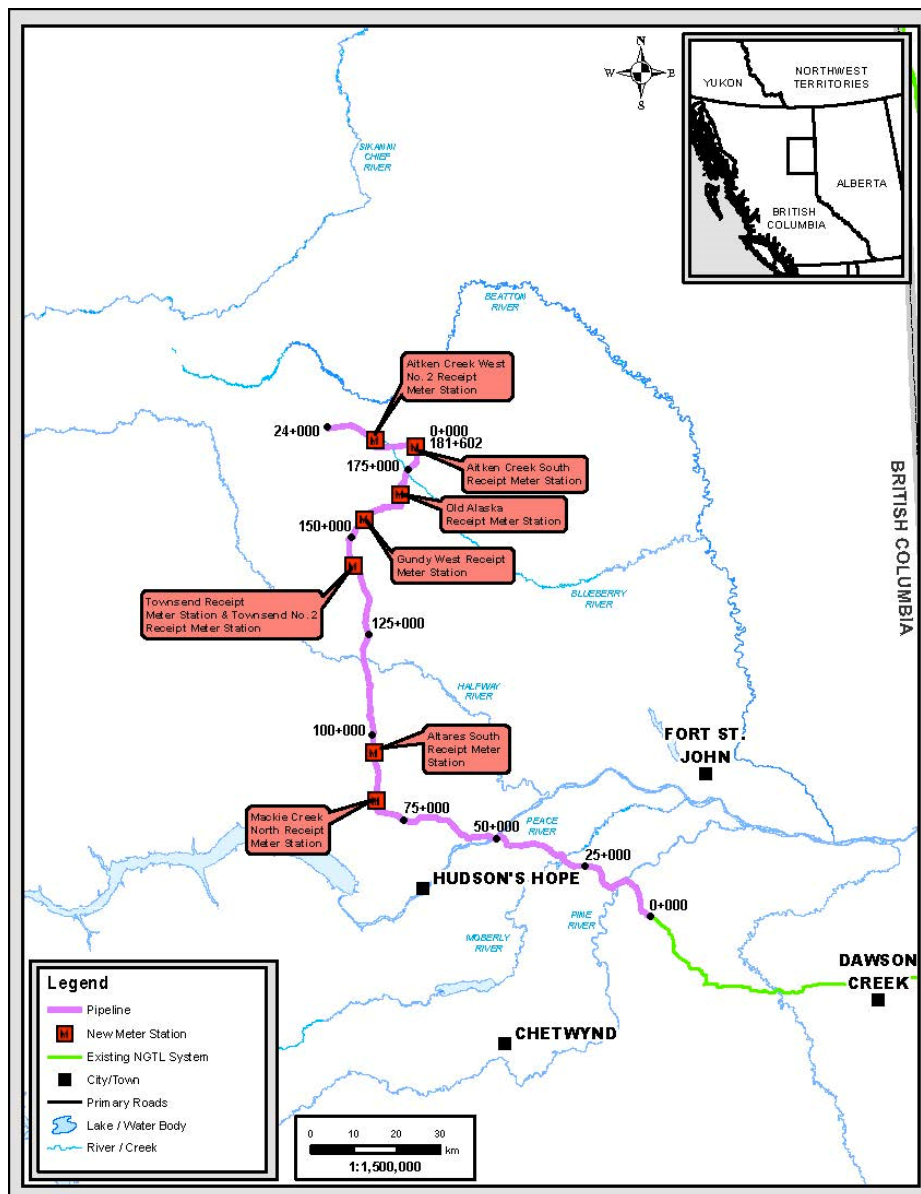 N
W
E
S
YUKON
NORTHWEST
TERRITORIES
ALBERTA
BRITISH
COLUMBIA
SIKANNI
CHIEF
RIVER
BEATTON
RIVER
Aitken Creek West
No. 2 Receipt
Meter Station
24+000
M
0+000
181+602
M
175+000
Aitken Creek South
Receipt Meter Station
M
Old Alaska
Receipt Meter Station
M
150+000
Gundy West Receipt
Meter Station
M
BLUEBERRY
RIVER
BRITISH COLUMBIA
Townsend Receipt
Meter Station & Townsend No. 2
Receipt Meter Station
125+000
HALFWAY
RIVER
100+000
M
Altares South
Receipt Meter
Station
FORT ST.
JOHN
M
Mackie Creek
North Receipt
Meter Station
75+000
50+000
PEACE
RIVER
25+000
HUDSON'S HOPE
0+000
PINE
RIVER
MOBERLY
RIVER
DAWSON
CREEK
CHETWYND
Legend
Pipeline
M New Meter Station
Existing NGTL System
City/Town
Primary Roads
Lake / Water Body
River / Creek
0 10 20 30
km
1:1,500,000